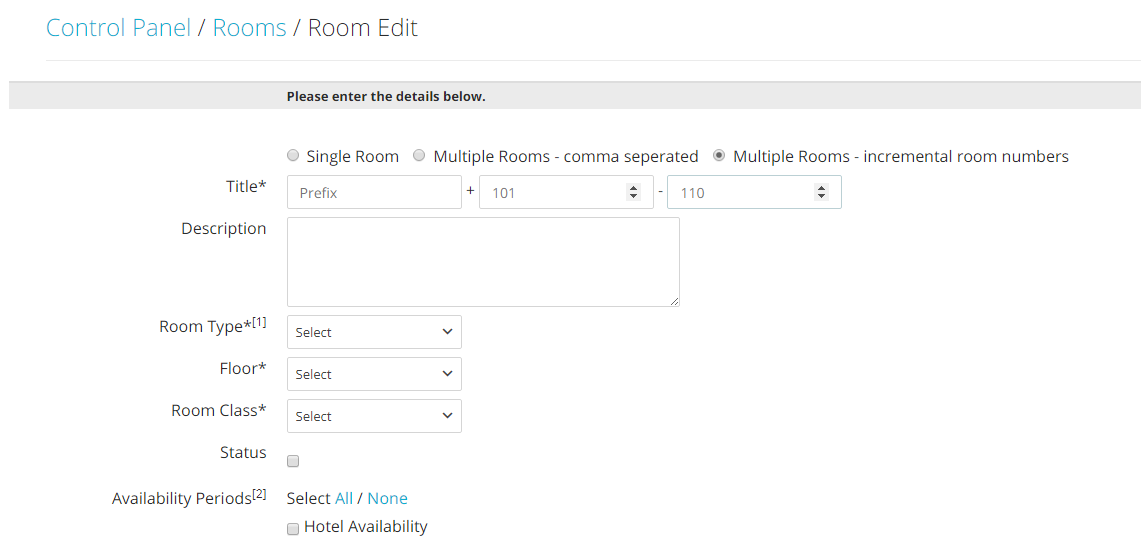 Control Panel / Rooms / Room Edit
Please enter the details below.
Single Room Multiple Rooms - comma seperated Multiple Rooms - incremental room numbers
Title* Prefix + 101 - 110
Description
Room Type*[1] Select
Floor* Select
Room Class* Select
Status
Availability Periods[2] Select All / None
Hotel Availability